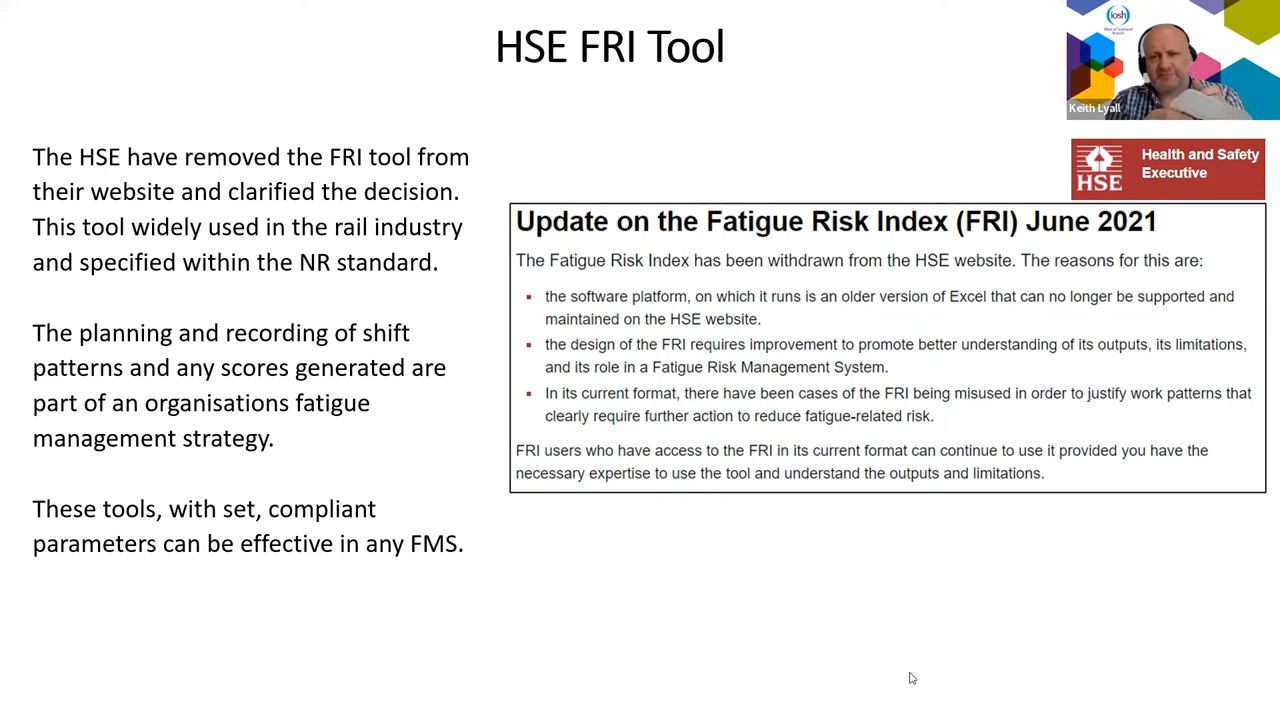 HSE FRI Tool
iosh
Keith Lyall
HSE
Health and Safety
Executive
The HSE have removed the FRI tool from
their website and clarified the decision.
This tool widely used in the rail industry
and specified within the NR standard.
The planning and recording of shift
patterns and any scores generated are
part of an organisations fatigue
management strategy.
These tools, with set, compliant
parameters can be effective in any FMS.
Update on the Fatigue Risk Index (FRI) June 2021
The Fatigue Risk Index has been withdrawn from the HSE website. The reasons for this are:
the software platform, on which it runs is an older version of Excel that can no longer be supported and
maintained on the HSE website.
the design of the FRI requires improvement to promote better understanding of its outputs, its limitations,
and its role in a Fatigue Risk Management System.
In its current format, there have been cases of the FRI being misused in order to justify work patterns that
clearly require further action to reduce fatigue-related risk.
FRI users who have access to the FRI in its current format can continue to use it provided you have the
necessary expertise to use the tool and understand the outputs and limitations.